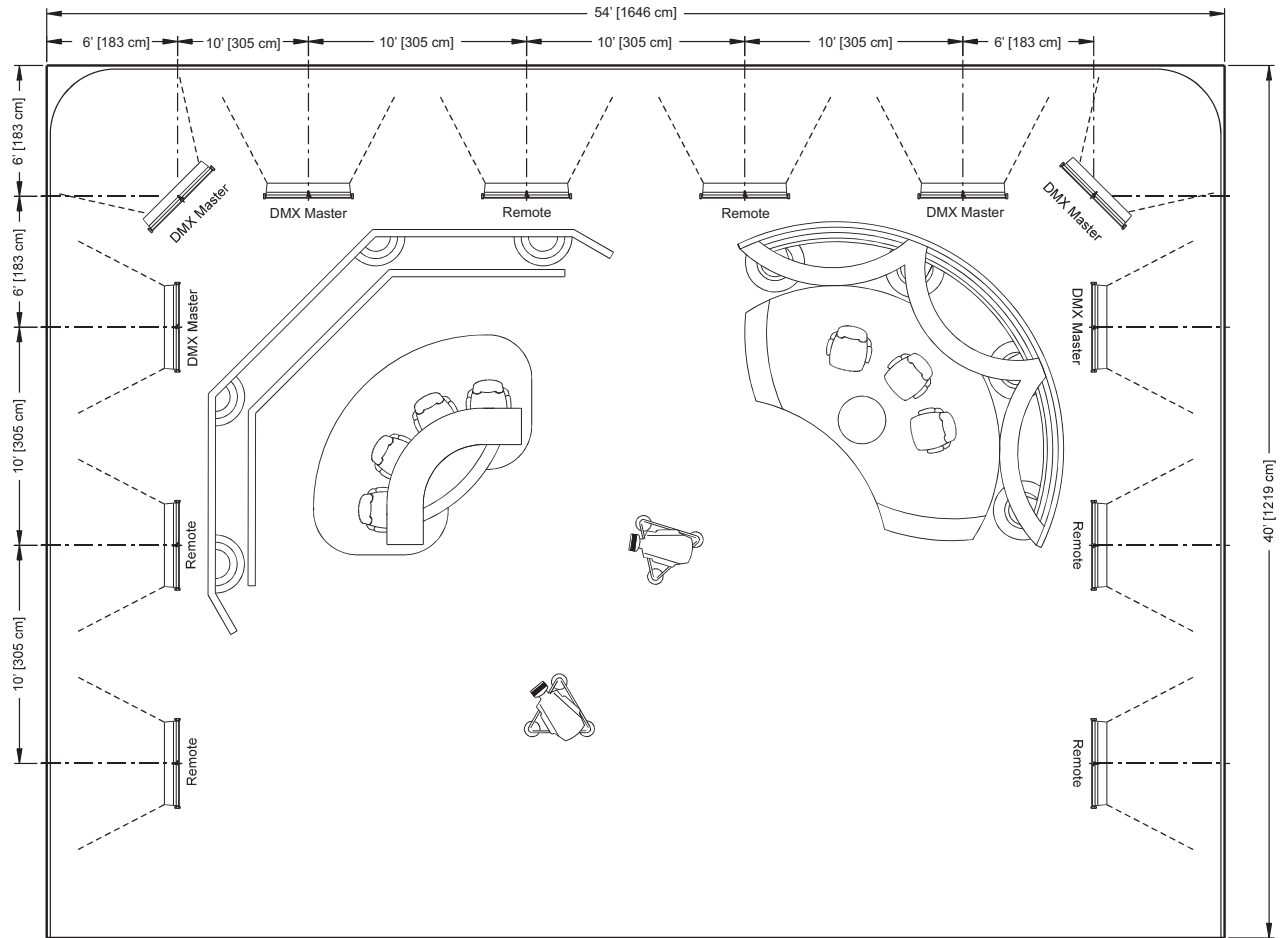 54’ [1646 cm]
6’ [183 cm]
10’ [305 cm]
10’ [305 cm]
10’ [305 cm]
10’ [305 cm]
6’ [183 cm]
6’ [183 cm]
6’ [183 cm]
10’ [305 cm]
10’ [305 cm]
40’ [1219 cm]
DMX Master
DMX Master
Remote
Remote
DMX Master
DMX Master
DMX Master
DMX Master
Remote
Remote
Remote
Remote